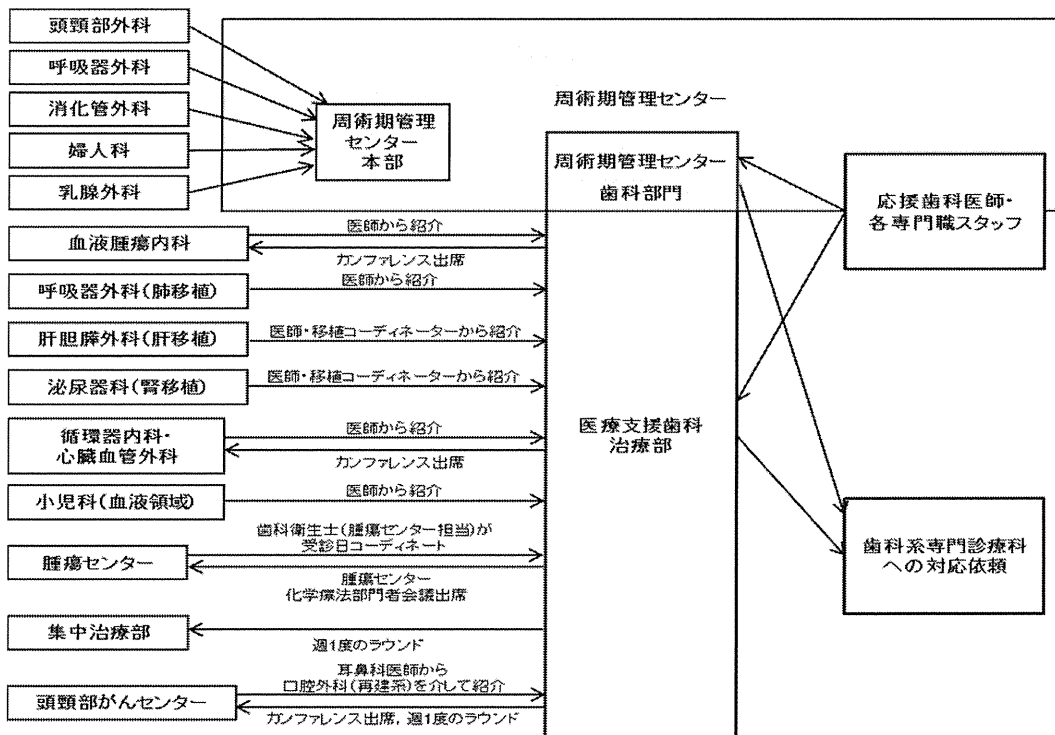 頭頸部外科
呼吸器外科
消化管外科
婦人科
乳腺外科
周術期管理
センター
本部
周術期管理センター
周術期管理センター
歯科部門
応援歯科医師・
各専門職スタッフ
血液腫瘍内科
医師から紹介
カンファレンス出席
呼吸器外科(肺移植)
医師から紹介
肝胆膵外科(肝移植)
医師・移植コーディネーターから紹介
泌尿器科(腎移植)
医師・移植コーディネーターから紹介
循環器内科・
心臓血管外科
医師から紹介
カンファレンス出席
医療支援歯科
治療部
小児科(血液領域)
医師から紹介
腫瘍センター
歯科衛生士(腫瘍センター担当)が
受診日コーディネート
腫瘍センター
化学療法部門者会議出席
歯科系専門診療科
への対応依頼
集中治療部
週1度のラウンド
頭頸部がんセンター
耳鼻科医師から
口腔外科(再建系)を介して紹介
カンファレンス出席, 週1度のラウンド